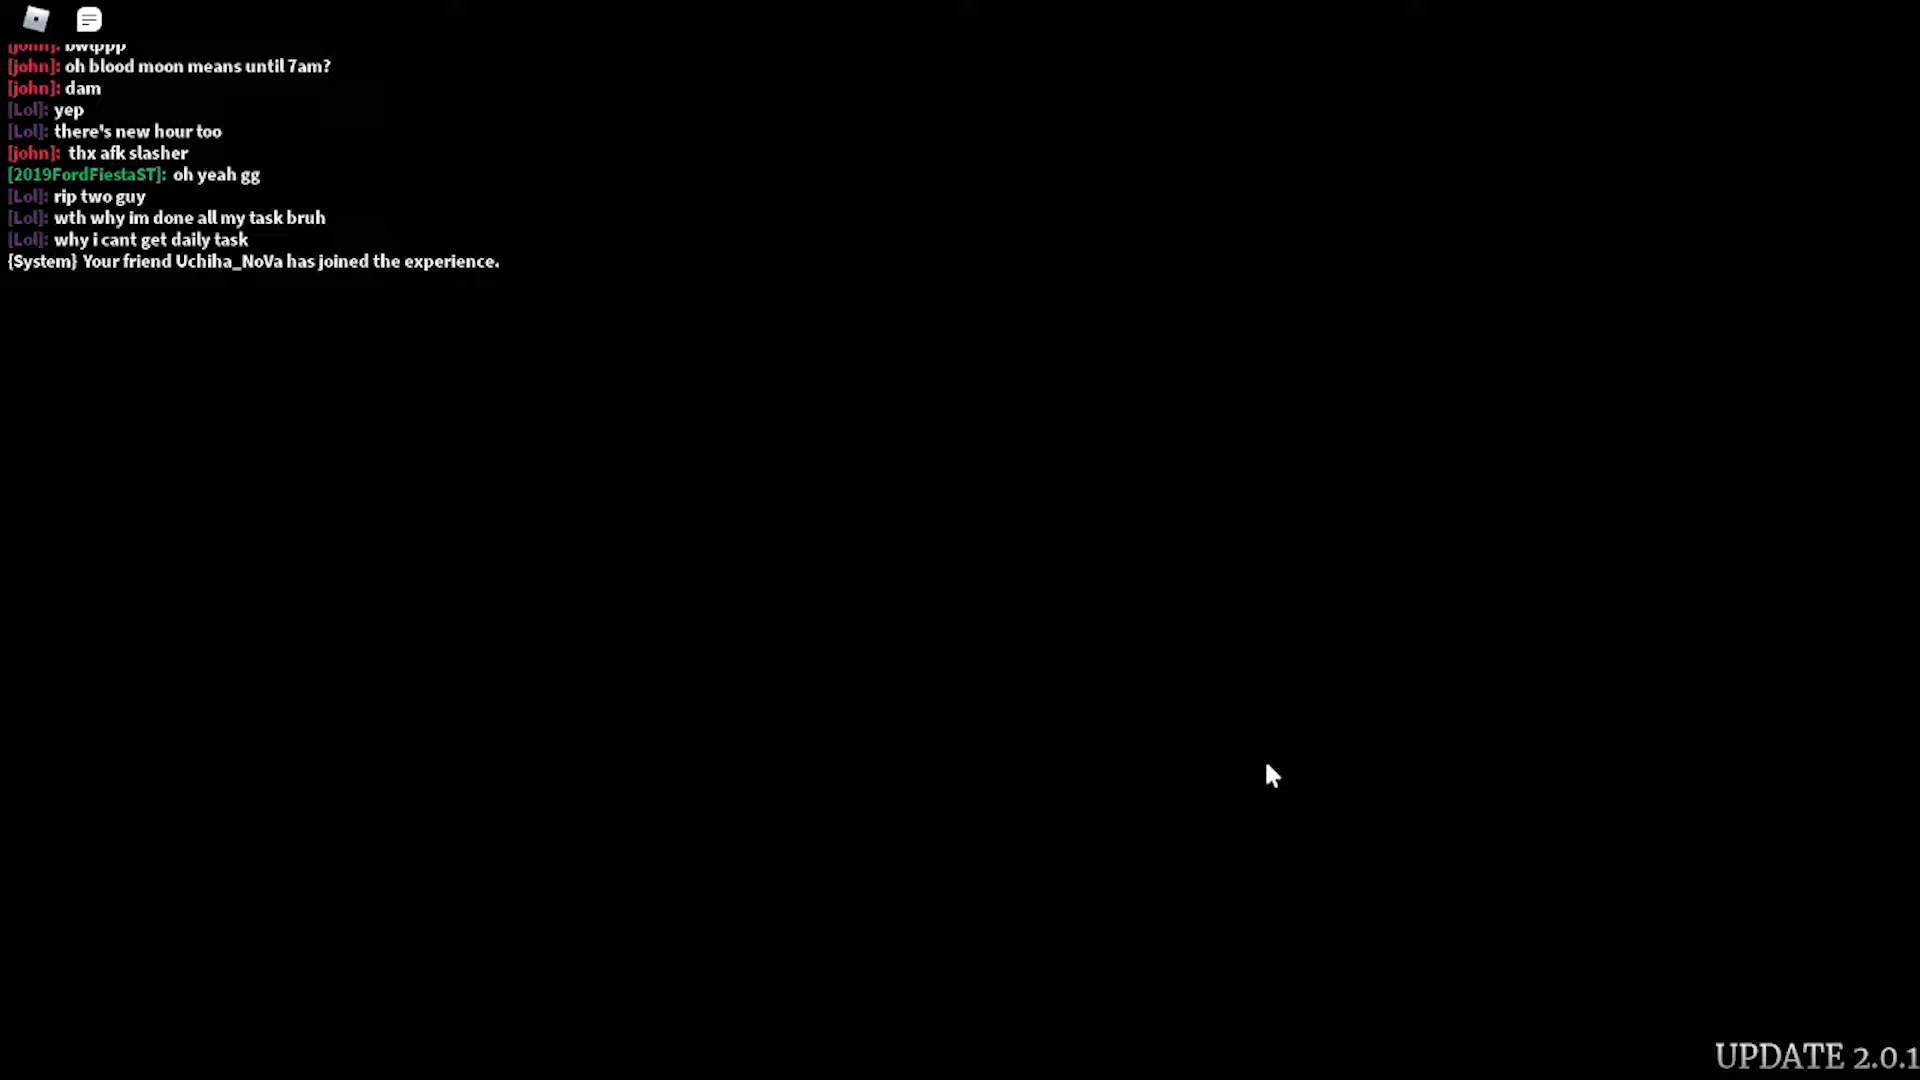 [john]: oh blood moon means until 7am?
[john]: dam
[Lol]: yep
[Lol]: there's new hour too
[john]: thx afk slasher
[2019FordFiestaST]: oh yeah gg
[Lol]: rip two guy
[Lol]: wth why im done all my task bruh
[Lol]: why i cant get daily task
{System} Your friend Uchiha_NoVa has joined the experience.
UPDATE 2.0.1